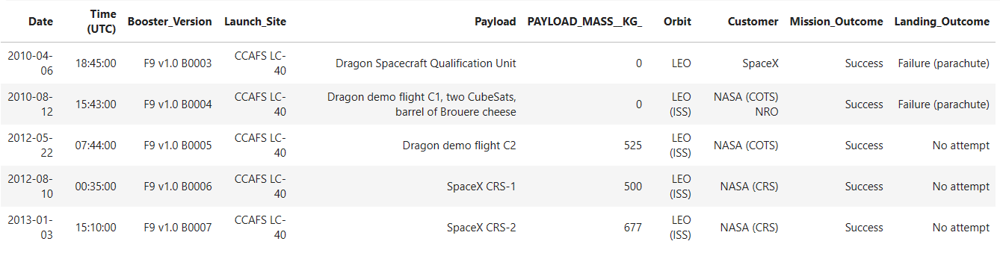 Date Time (UTC) Booster_Version Launch_Site Payload PAYLOAD_MASS__KG_ Orbit Customer Mission_Outcome Landing_Outcome
2010-04-06 18:45:00 F9 v1.0 B0003 CCAFS LC-40 Dragon Spacecraft Qualification Unit 0 LEO SpaceX Success Failure (parachute)
2010-08-12 15:43:00 F9 v1.0 B0004 CCAFS LC-40 Dragon demo flight C1, two CubeSats, barrel of Brouere cheese 0 LEO (ISS) NASA (COTS) NRO Success Failure (parachute)
2012-05-22 07:44:00 F9 v1.0 B0005 CCAFS LC-40 Dragon demo flight C2 525 LEO (ISS) NASA (COTS) Success No attempt
2012-08-10 00:35:00 F9 v1.0 B0006 CCAFS LC-40 SpaceX CRS-1 500 LEO (ISS) NASA (CRS) Success No attempt
2013-01-03 15:10:00 F9 v1.0 B0007 CCAFS LC-40 SpaceX CRS-2 677 LEO (ISS) NASA (CRS) Success No attempt